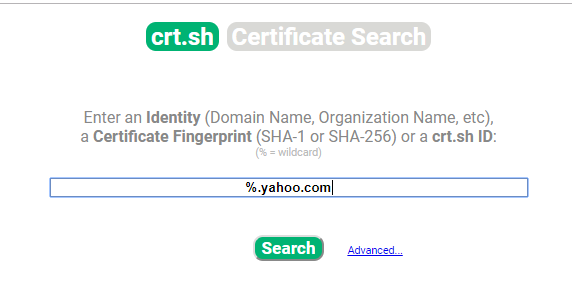 crt.sh Certificate Search
Enter an Identity (Domain Name, Organization Name, etc),
a Certificate Fingerprint (SHA-1 or SHA-256) or a crt.sh ID:
(% = wildcard)
%.yahoo.com
Search Advanced...